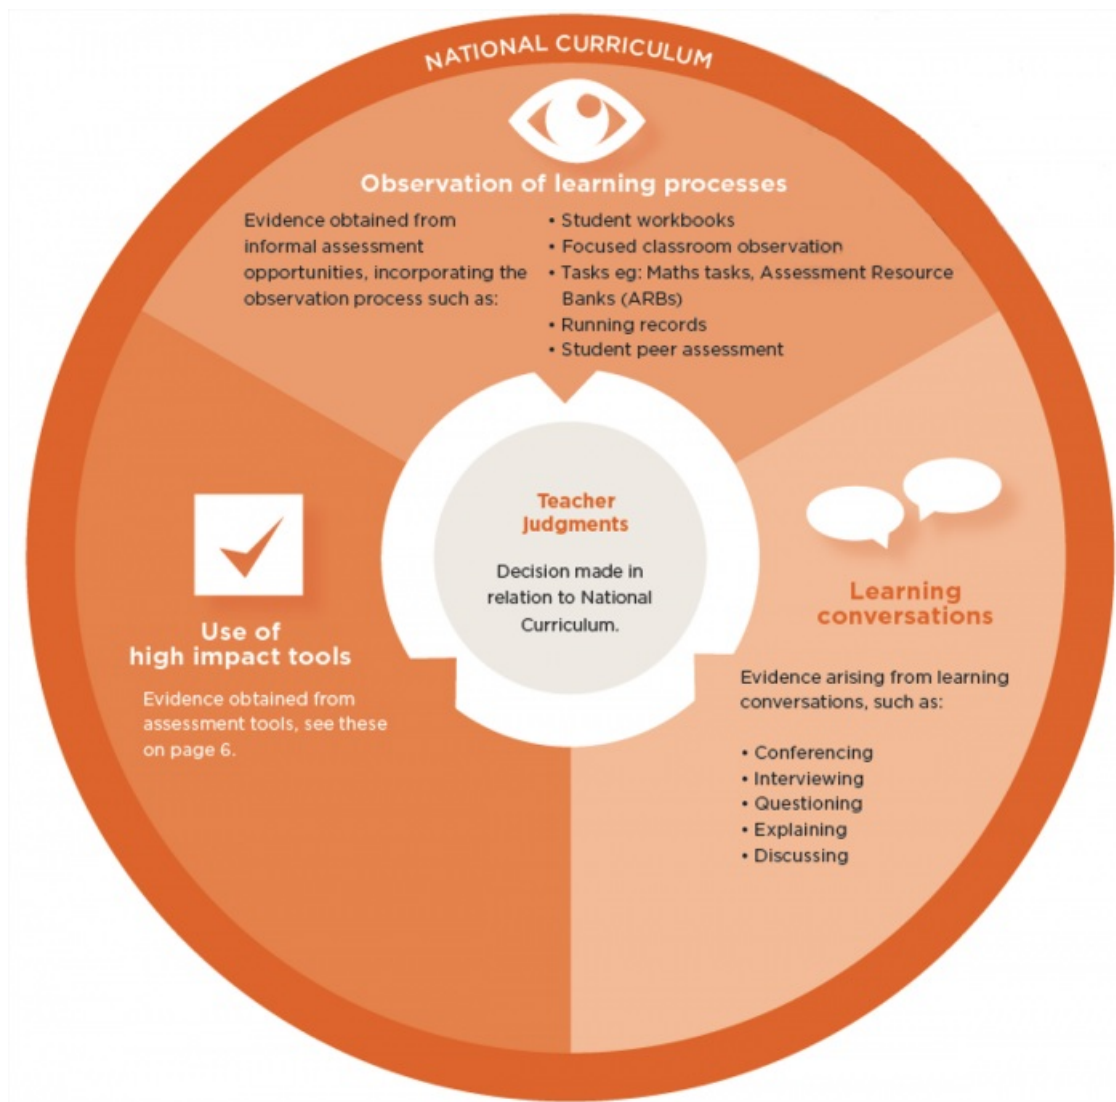 NATIONAL CURRICULUM
Observation of learning processes
Evidence obtained from
informal assessment
opportunities, incorporating the
observation process such as:
• Student workbooks
• Focused classroom observation
• Tasks eg: Maths tasks, Assessment Resource
Banks (ARBs)
• Running records
• Student peer assessment
Teacher
judgments
Decision made in
relation to National
Curriculum.
Use of
high impact tools
Evidence obtained from
assessment tools, see these
on page 6.
Learning
conversations
Evidence arising from learning
conversations, such as:
• Conferencing
• Interviewing
• Questioning
• Explaining
• Discussing